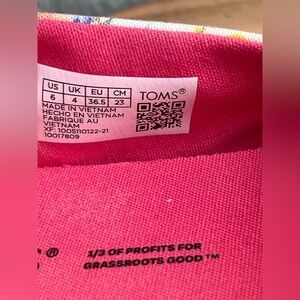 US UK EU CM
6 4 36.5 23
TOMS®
MADE IN VIETNAM
HECHO EN VIETNAM
FABRIQUE AU
VIETNAM
XF: 1005110122-21
10017809
S®
1/3 OF PROFITS FOR
GRASSROOTS GOOD™